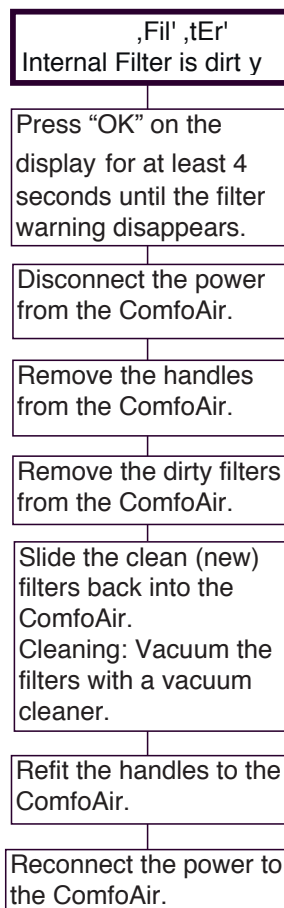 ,Fil' ,tEr'
Internal Filter is dirt y
Press “OK” on the
display for at least 4
seconds until the filter
warning disappears.
Disconnect the power
from the ComfoAir.
Remove the handles
from the ComfoAir.
Remove the dirty filters
from the ComfoAir.
Slide the clean (new)
filters back into the
ComfoAir.
Cleaning: Vacuum the
filters with a vacuum
cleaner.
Refit the handles to the
ComfoAir.
Reconnect the power to
the ComfoAir.